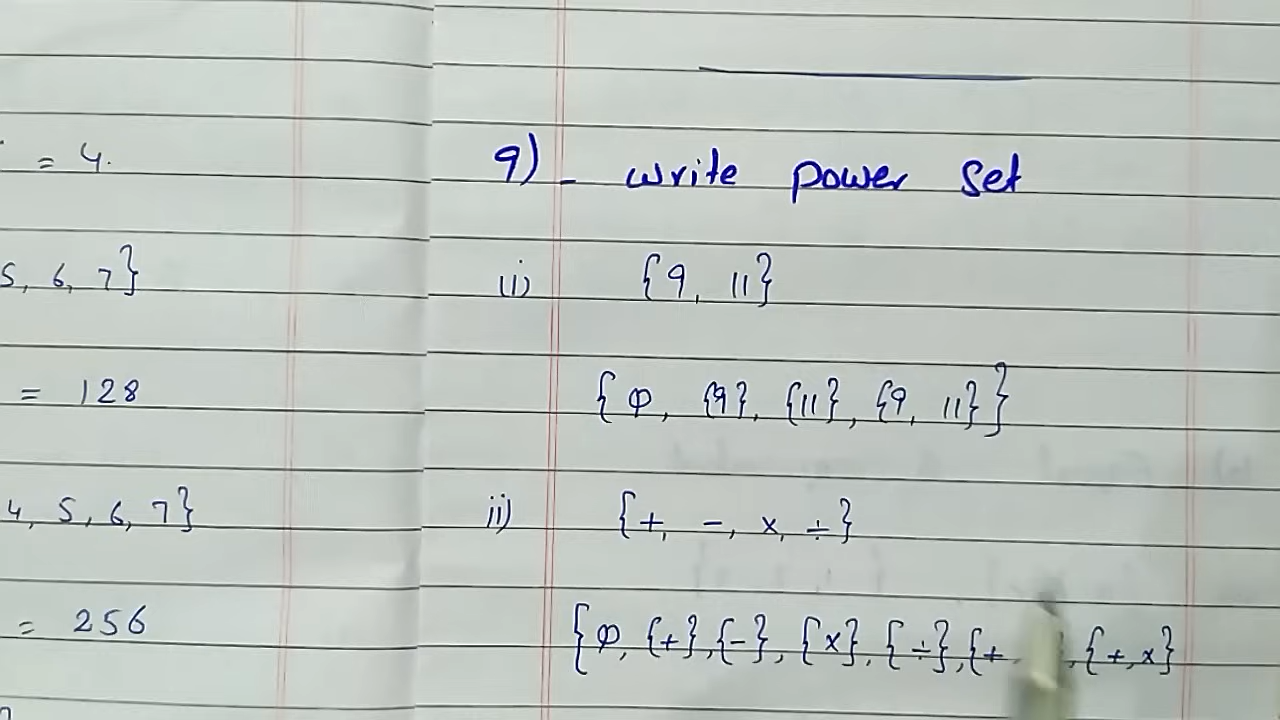 = 4.
5, 6, 7}
= 128
4, 5, 6, 7}
= 256
9) - write power set
(i) {9, 11}
{φ, {9}, {11}, {9, 11}}
ii) {+, -, ×, ÷}
{φ, {+}, {-}, {×}, {÷}, {+, }, {+, ×}